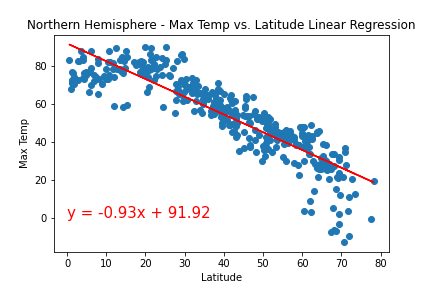 Northern Hemisphere - Max Temp vs. Latitude Linear Regression
Max Temp
80
60
40
20
0
y = -0.93x + 91.92
0 10 20 30 40 50 60 70 80
Latitude